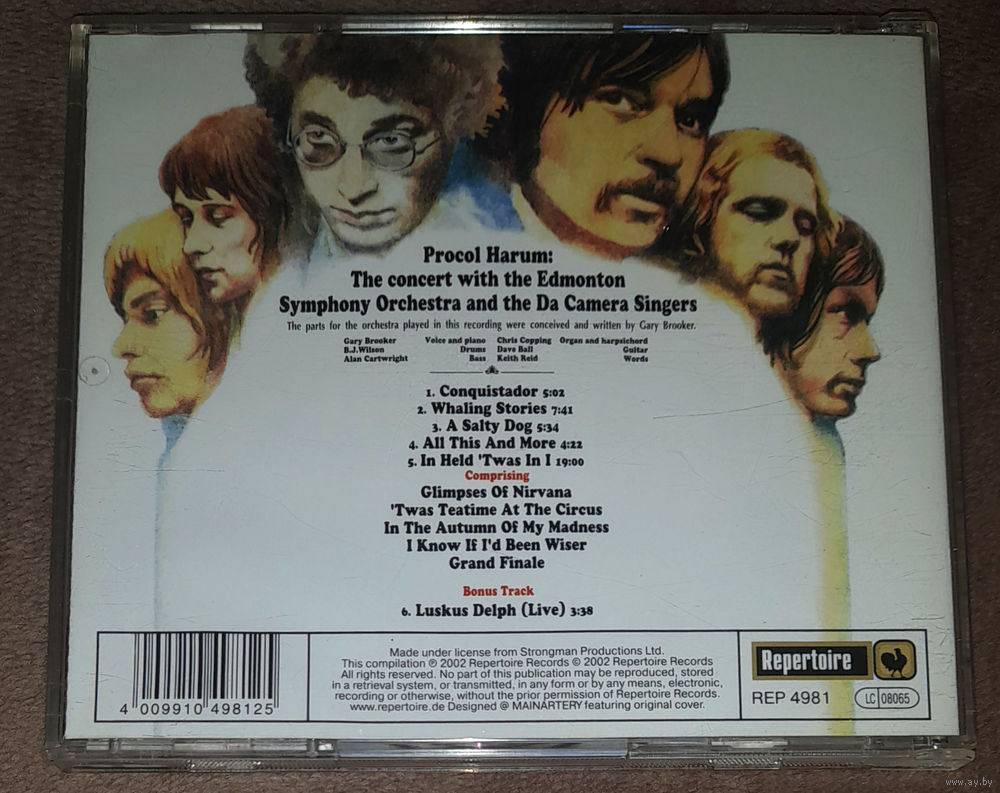 Procol Harum:
The concert with the Edmonton
Symphony Orchestra and the Da Camera Singers
The parts for the orchestra played in this recording were conceived and written by Gary Brooker.
Gary Brooker Voice and piano Chris Copping Organ and harpsichord
B.J.Wilson Drums Dave Ball Guitar
Alan Cartwright Bass Keith Reid Words
1. Conquistador 5:02
2. Whaling Stories 7:41
3. A Salty Dog 5:34
4. All This And More 4:22
5. In Held 'Twas In I 19:00
Comprising
Glimpses Of Nirvana
'Twas Teatime At The Circus
In The Autumn Of My Madness
I Know If I'd Been Wiser
Grand Finale
Bonus Track
6. Luskus Delph (Live) 3:38
4 009910 498125
Made under license from Strongman Productions Ltd.
This compilation ℗ 2002 Repertoire Records © 2002 Repertoire Records
All rights reserved. No part of this publication may be reproduced, stored
in a retrieval system, or transmitted, in any form or by any means, electronic,
recording or otherwise, without the prior permission of Repertoire Records.
www.repertoire.de Designed @ MAINARTERY featuring original cover.
Repertoire
REP 4981
LC 08065
www.ay.by